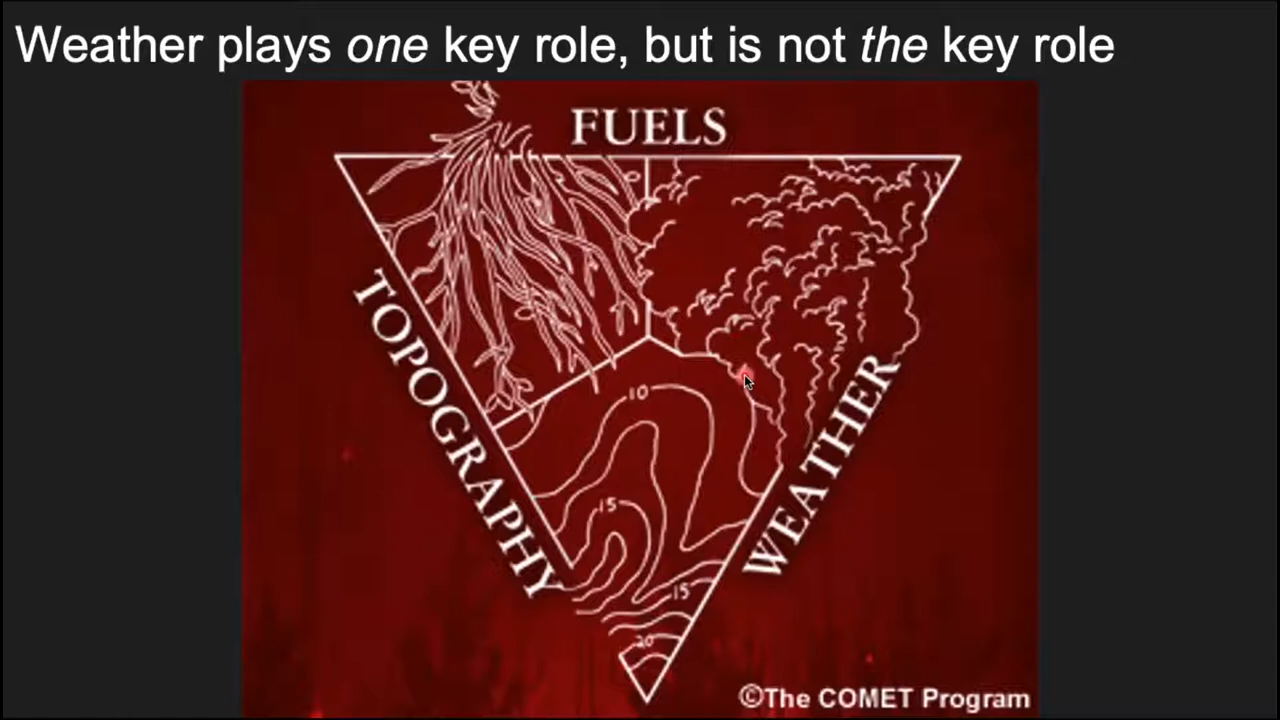 Weather plays one key role, but is not the key role
FUELS
TOPOGRAPHY
WEATHER
10
15
15
20
©The COMET Program